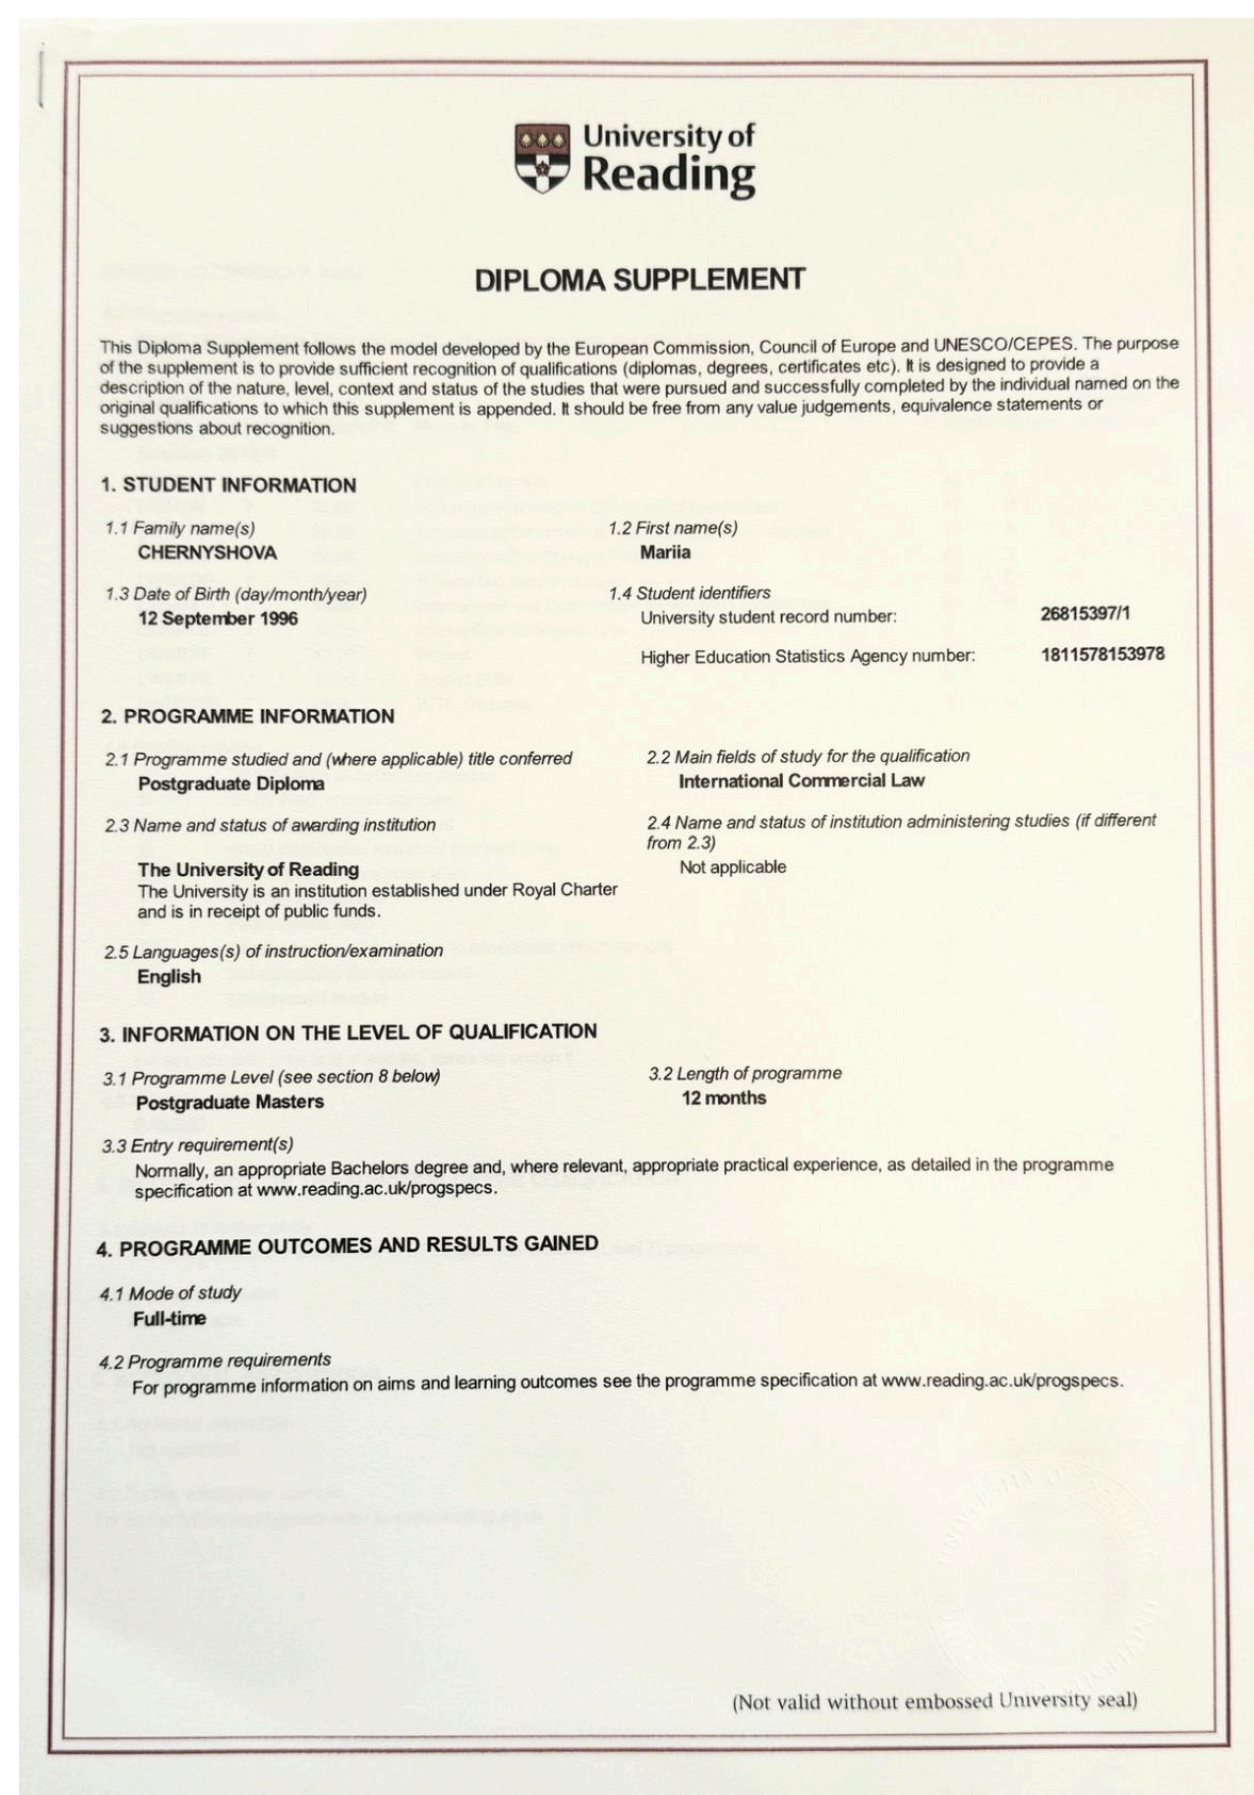 University of
Reading
DIPLOMA SUPPLEMENT
This Diploma Supplement follows the model developed by the European Commission, Council of Europe and UNESCO/CEPES. The purpose
of the supplement is to provide sufficient recognition of qualifications (diplomas, degrees, certificates etc). It is designed to provide a
description of the nature, level, context and status of the studies that were pursued and successfully completed by the individual named on the
original qualifications to which this supplement is appended. It should be free from any value judgements, equivalence statements or
suggestions about recognition.
1. STUDENT INFORMATION
1.1 Family name(s)
CHERNYSHOVA
1.2 First name(s)
Mariia
1.3 Date of Birth (day/month/year)
12 September 1996
1.4 Student identifiers
University student record number: 26815397/1
Higher Education Statistics Agency number: 1811578153978
2. PROGRAMME INFORMATION
2.1 Programme studied and (where applicable) title conferred
Postgraduate Diploma
2.2 Main fields of study for the qualification
International Commercial Law
2.3 Name and status of awarding institution
The University of Reading
The University is an institution established under Royal Charter
and is in receipt of public funds.
2.4 Name and status of institution administering studies (if different
from 2.3)
Not applicable
2.5 Languages(s) of instruction/examination
English
3. INFORMATION ON THE LEVEL OF QUALIFICATION
3.1 Programme Level (see section 8 below)
Postgraduate Masters
3.2 Length of programme
12 months
3.3 Entry requirement(s)
Normally, an appropriate Bachelors degree and, where relevant, appropriate practical experience, as detailed in the programme
specification at www.reading.ac.uk/progspecs.
4. PROGRAMME OUTCOMES AND RESULTS GAINED
4.1 Mode of study
Full-time
4.2 Programme requirements
For programme information on aims and learning outcomes see the programme specification at www.reading.ac.uk/progspecs.
(Not valid without embossed University seal)